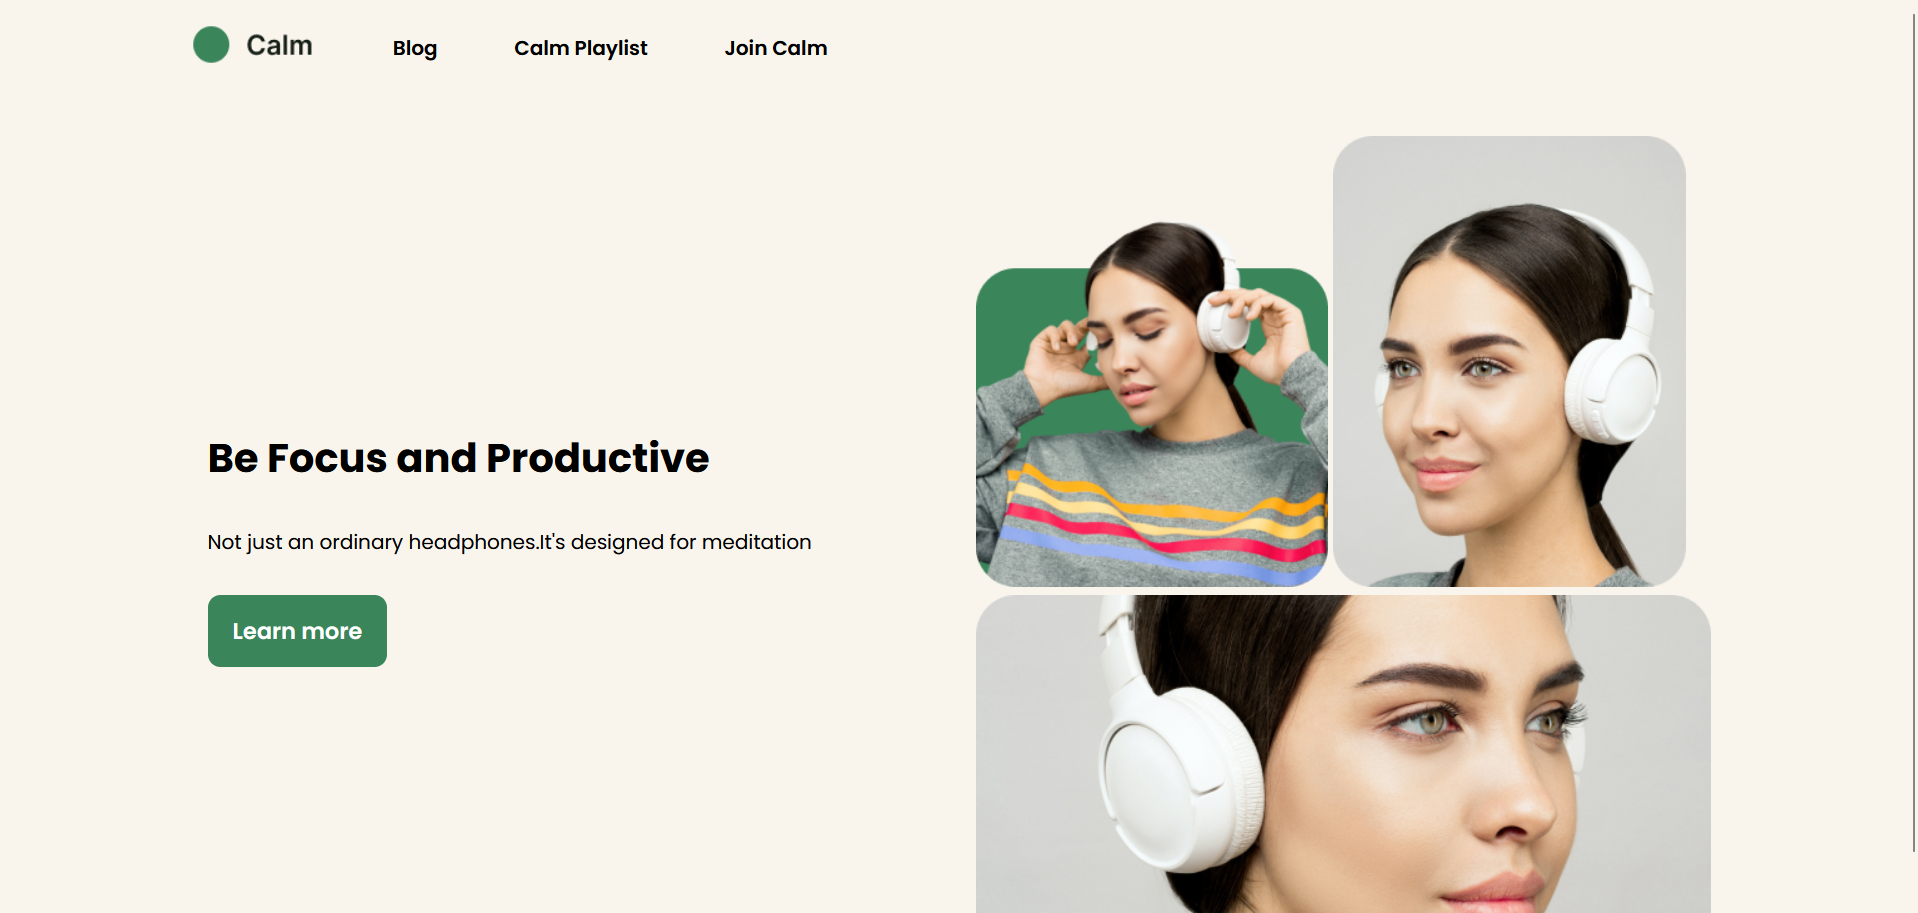 Calm
Blog
Calm Playlist
Join Calm
Be Focus and Productive
Not just an ordinary headphones.It's designed for meditation
Learn more